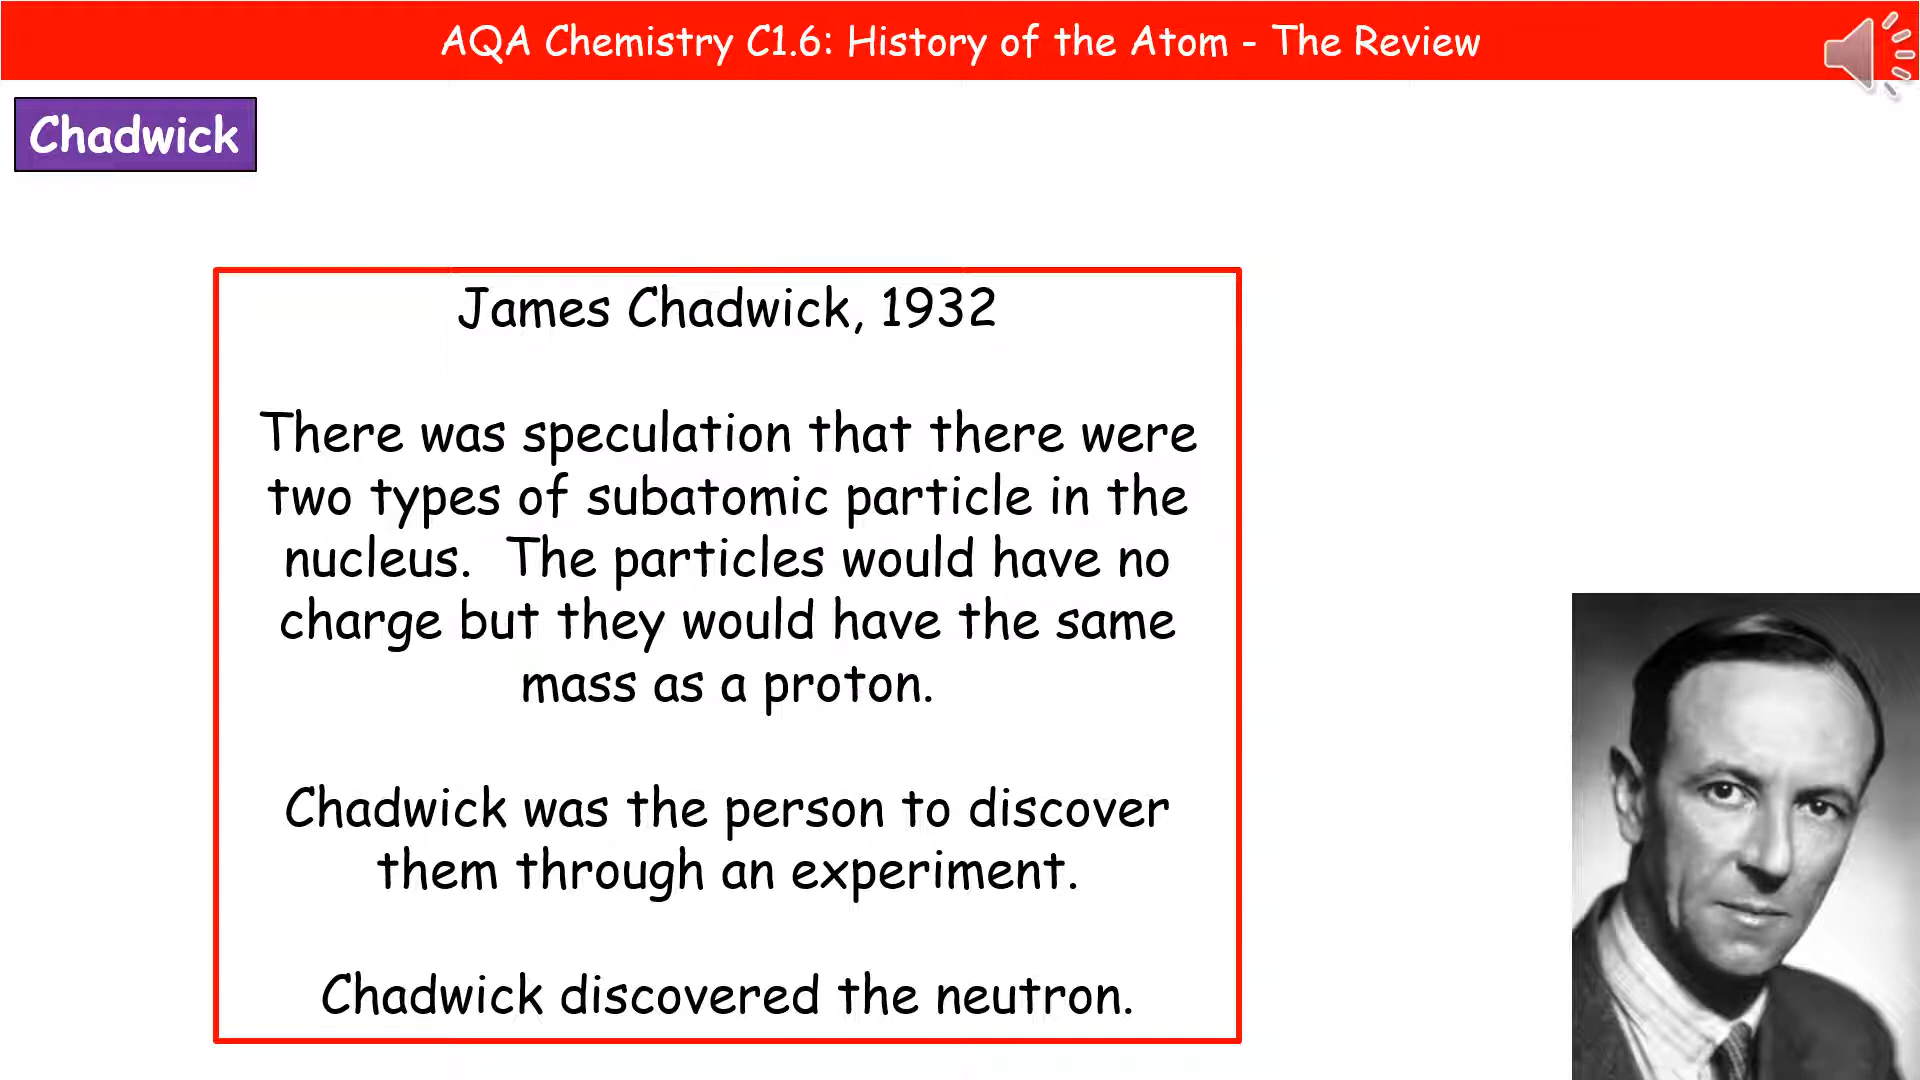 AQA Chemistry C1.6: History of the Atom - The Review
Chadwick
James Chadwick, 1932
There was speculation that there were
two types of subatomic particle in the
nucleus.  The particles would have no
charge but they would have the same
mass as a proton.
Chadwick was the person to discover
them through an experiment.
Chadwick discovered the neutron.